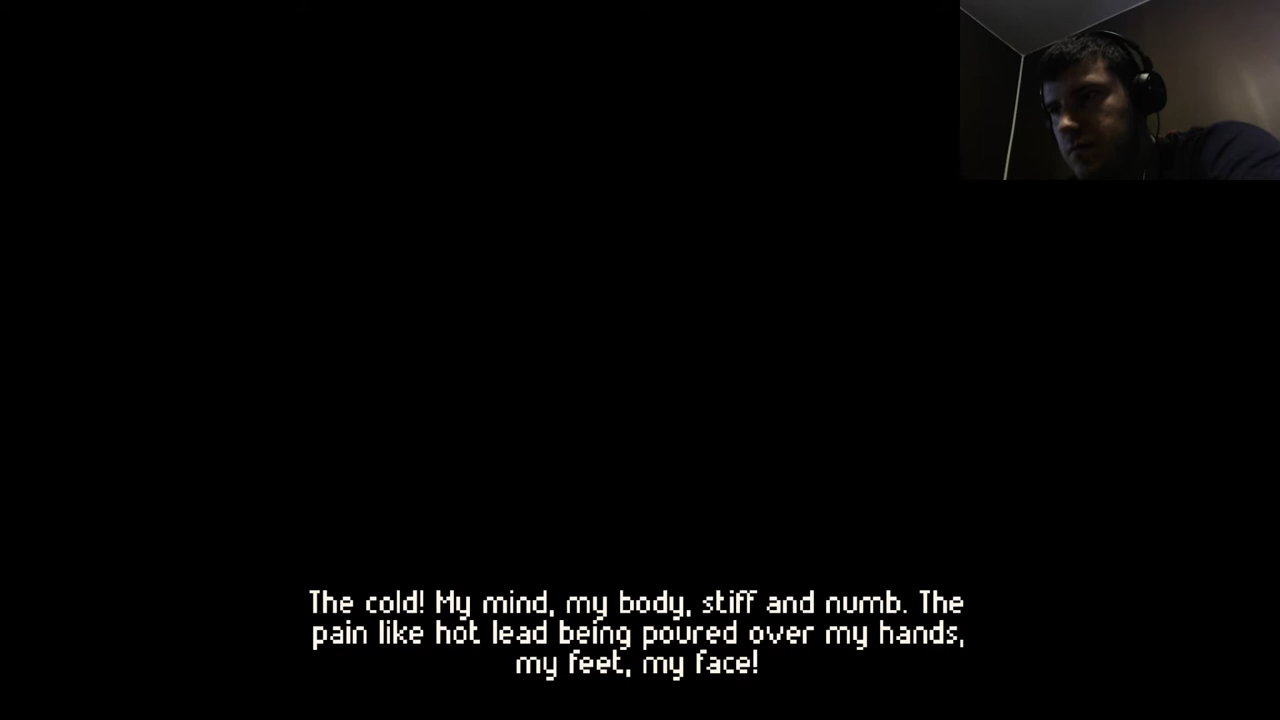 The cold! My mind, my body, stiff and numb. The
pain like hot lead being poured over my hands,
my feet, my face!